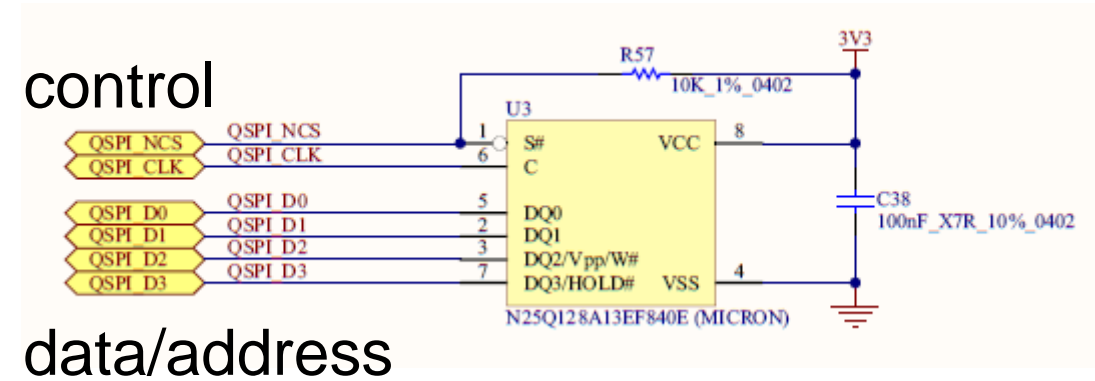 3V3
R57
10K_1%_0402
control
U3
QSPI_NCS QSPI_NCS 1 S# VCC 8
QSPI_CLK QSPI_CLK 6 C
C38
100nF_X7R_10%_0402
QSPI_D0 QSPI_D0 5 DQ0
QSPI_D1 QSPI_D1 2 DQ1
QSPI_D2 QSPI_D2 3 DQ2/Vpp/W#
QSPI_D3 QSPI_D3 7 DQ3/HOLD# VSS 4
N25Q128A13EF840E (MICRON)
data/address